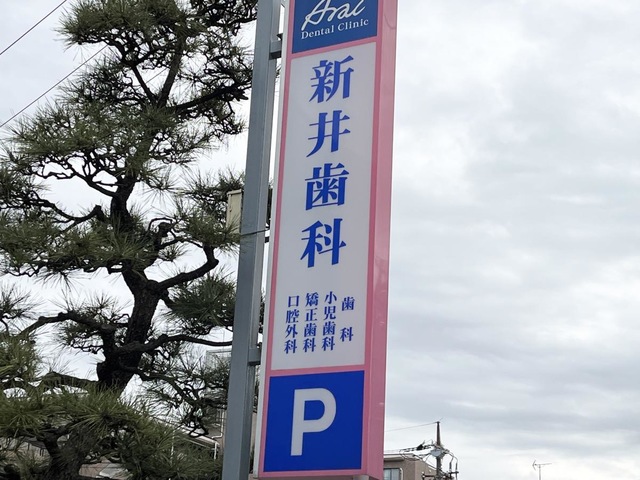 Arai
Dental Clinic
新井歯科
歯科
小児歯科
矯正歯科
口腔外科
P